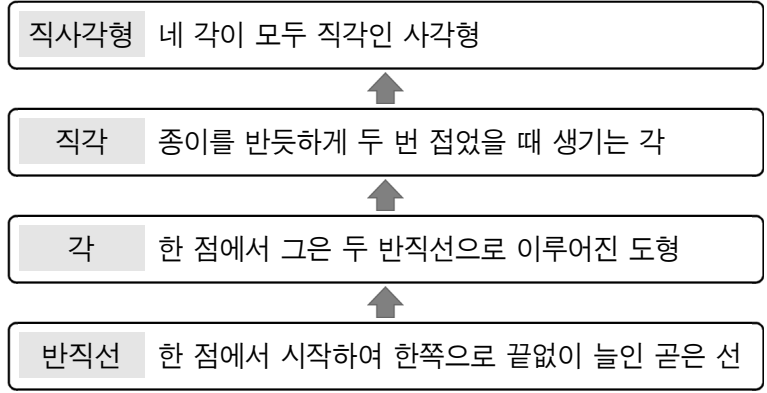 직사각형 네 각이 모두 직각인 사각형
직각 종이를 반듯하게 두 번 접었을 때 생기는 각
각 한 점에서 그은 두 반직선으로 이루어진 도형
반직선 한 점에서 시작하여 한쪽으로 끝없이 늘인 곧은 선